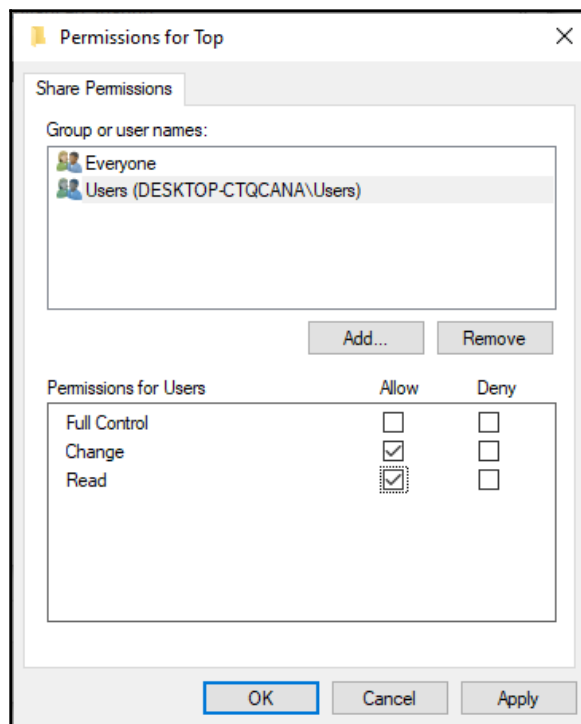 Permissions for Top
Share Permissions
Group or user names:
Everyone
Users (DESKTOP-CTQCANA\Users)
Add... Remove
Permissions for Users Allow Deny
Full Control
Change
Read
OK Cancel Apply